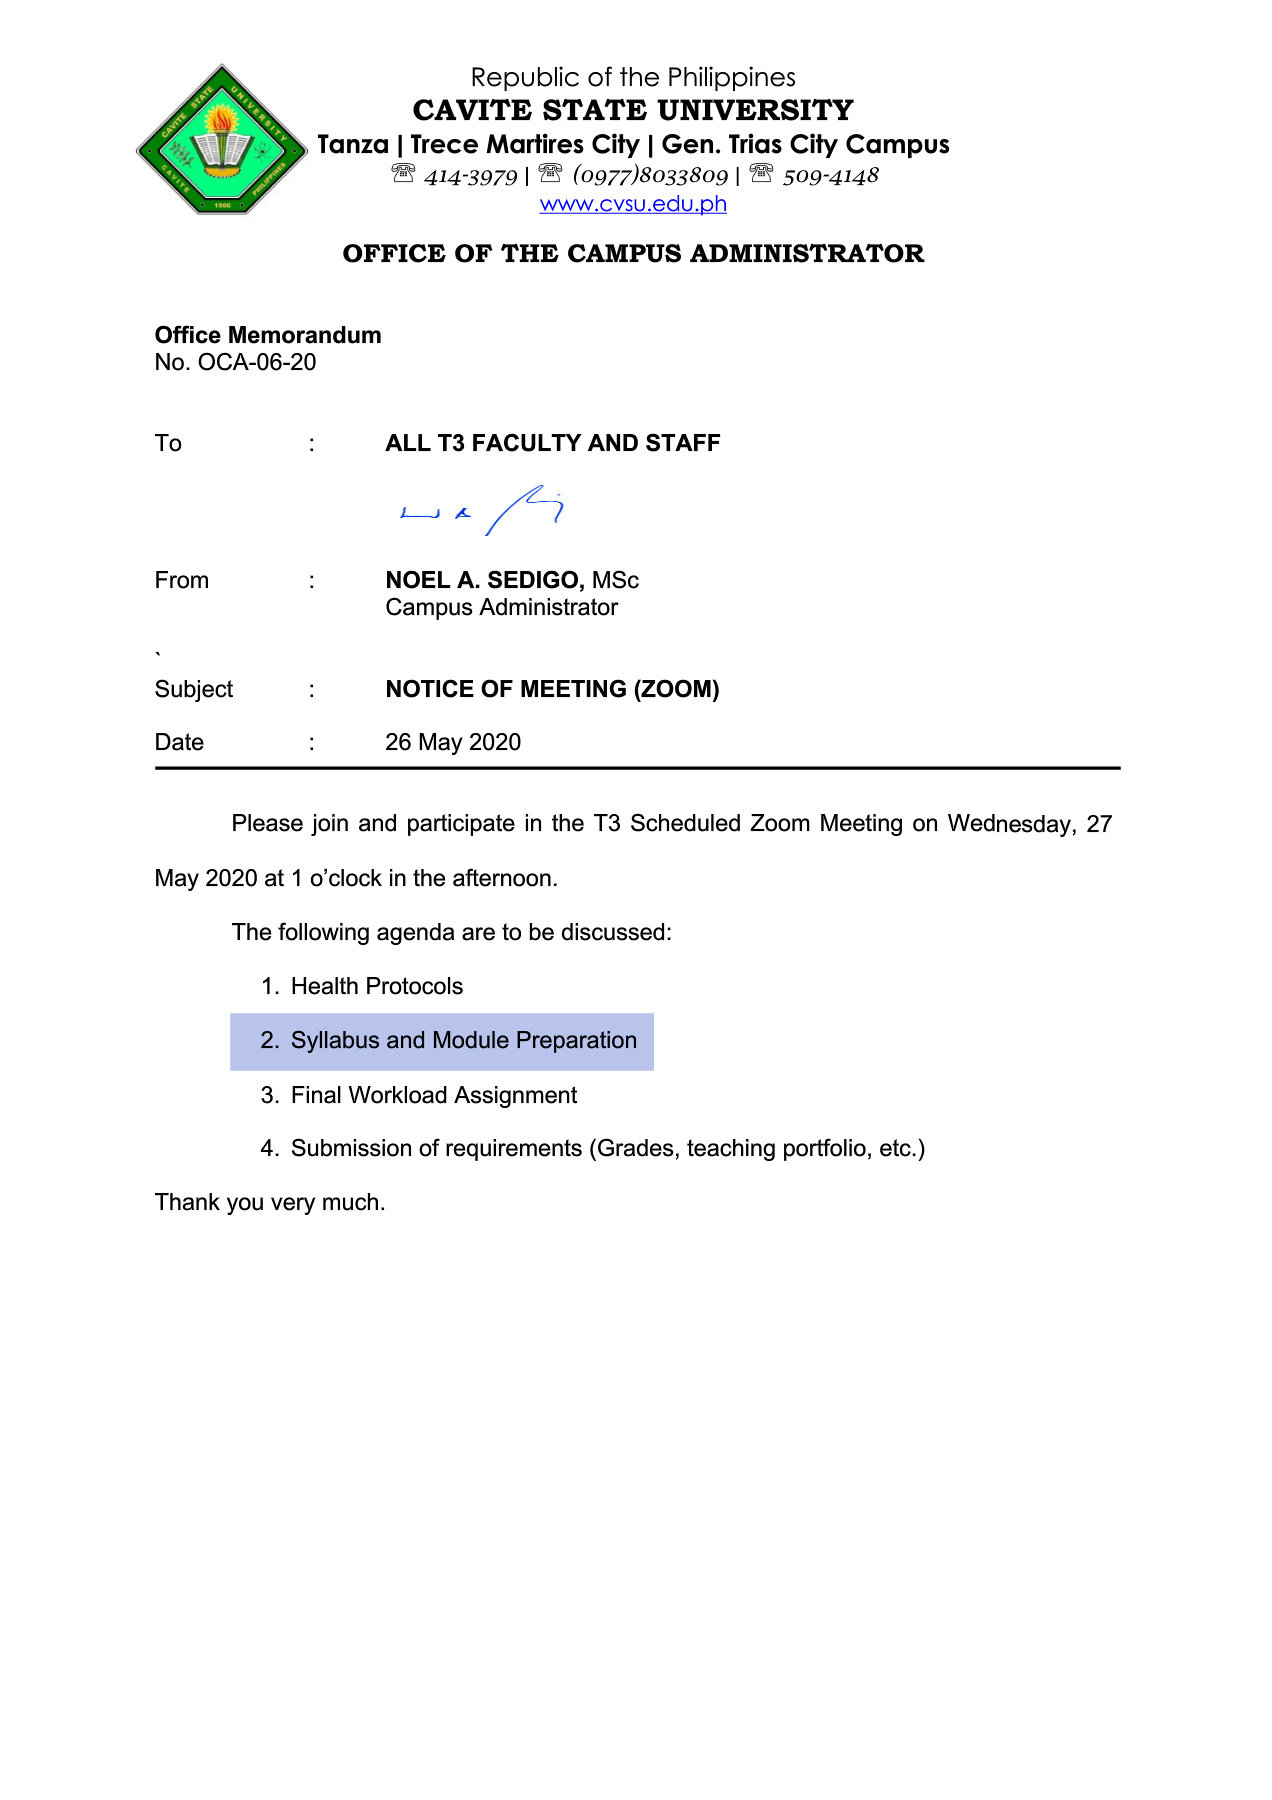 Republic of the Philippines
CAVITE STATE UNIVERSITY
Tanza | Trece Martires City | Gen. Trias City Campus
☏ 414-3979 | ☏ (0977)8033809 | ☏ 509-4148
www.cvsu.edu.ph
CAVITE STATE UNIVERSITY
CAVITE PHILIPPINES
1906
OFFICE OF THE CAMPUS ADMINISTRATOR
Office Memorandum
No. OCA-06-20
To : ALL T3 FACULTY AND STAFF
From : NOEL A. SEDIGO, MSc
Campus Administrator
`
Subject : NOTICE OF MEETING (ZOOM)
Date : 26 May 2020
Please join and participate in the T3 Scheduled Zoom Meeting on Wednesday, 27
May 2020 at 1 o’clock in the afternoon.
The following agenda are to be discussed:
1. Health Protocols
2. Syllabus and Module Preparation
3. Final Workload Assignment
4. Submission of requirements (Grades, teaching portfolio, etc.)
Thank you very much.